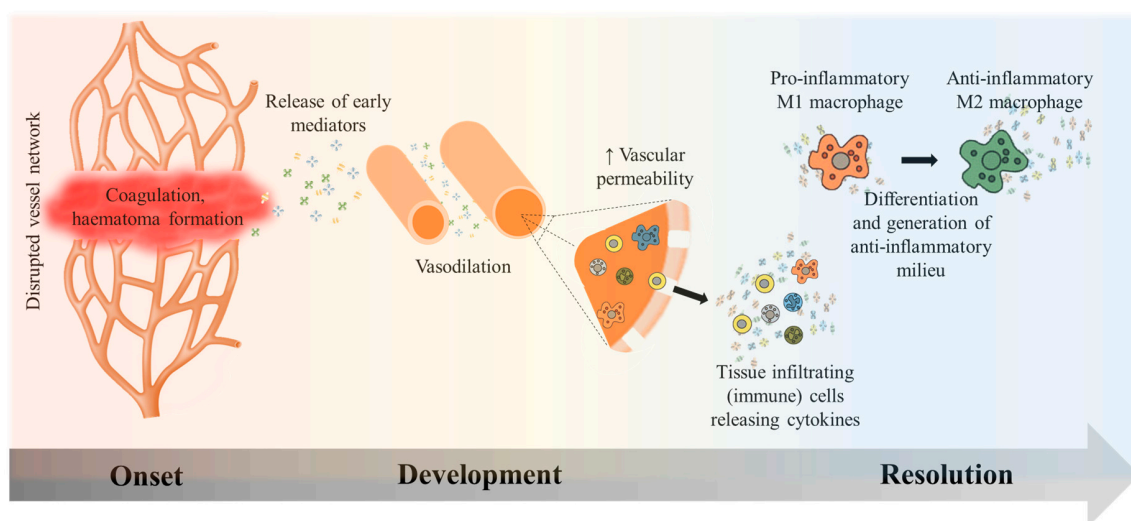 Disrupted vessel network
Coagulation,
haematoma formation
Release of early
mediators
Vasodilation
↑ Vascular
permeability
Tissue infiltrating
(immune) cells
releasing cytokines
Pro-inflammatory
M1 macrophage
Anti-inflammatory
M2 macrophage
Differentiation
and generation of
anti-inflammatory
milieu
Onset
Development
Resolution